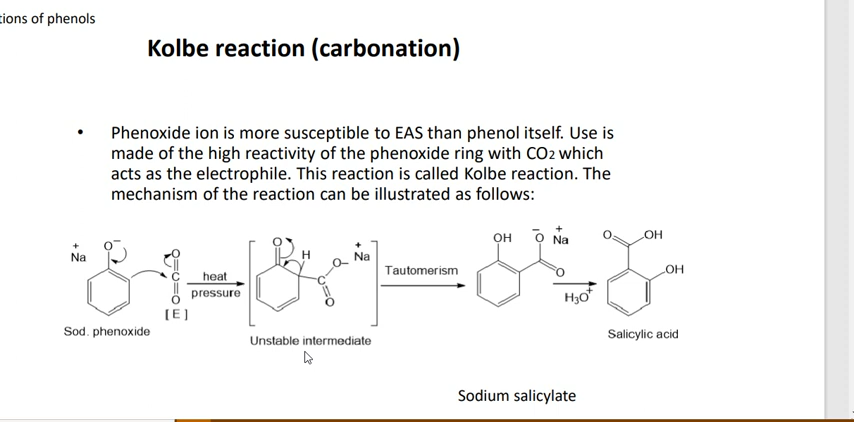 tions of phenols
Kolbe reaction (carbonation)
• Phenoxide ion is more susceptible to EAS than phenol itself. Use is
made of the high reactivity of the phenoxide ring with CO2 which
acts as the electrophile. This reaction is called Kolbe reaction. The
mechanism of the reaction can be illustrated as follows:
+
Na
O−
O
C
O
[E]
heat
pressure
Sod. phenoxide
O
H
O−
+
Na
C
O
Unstable intermediate
Tautomerism
OH
−
O
+
Na
O
H3O+
Sodium salicylate
O
OH
OH
Salicylic acid